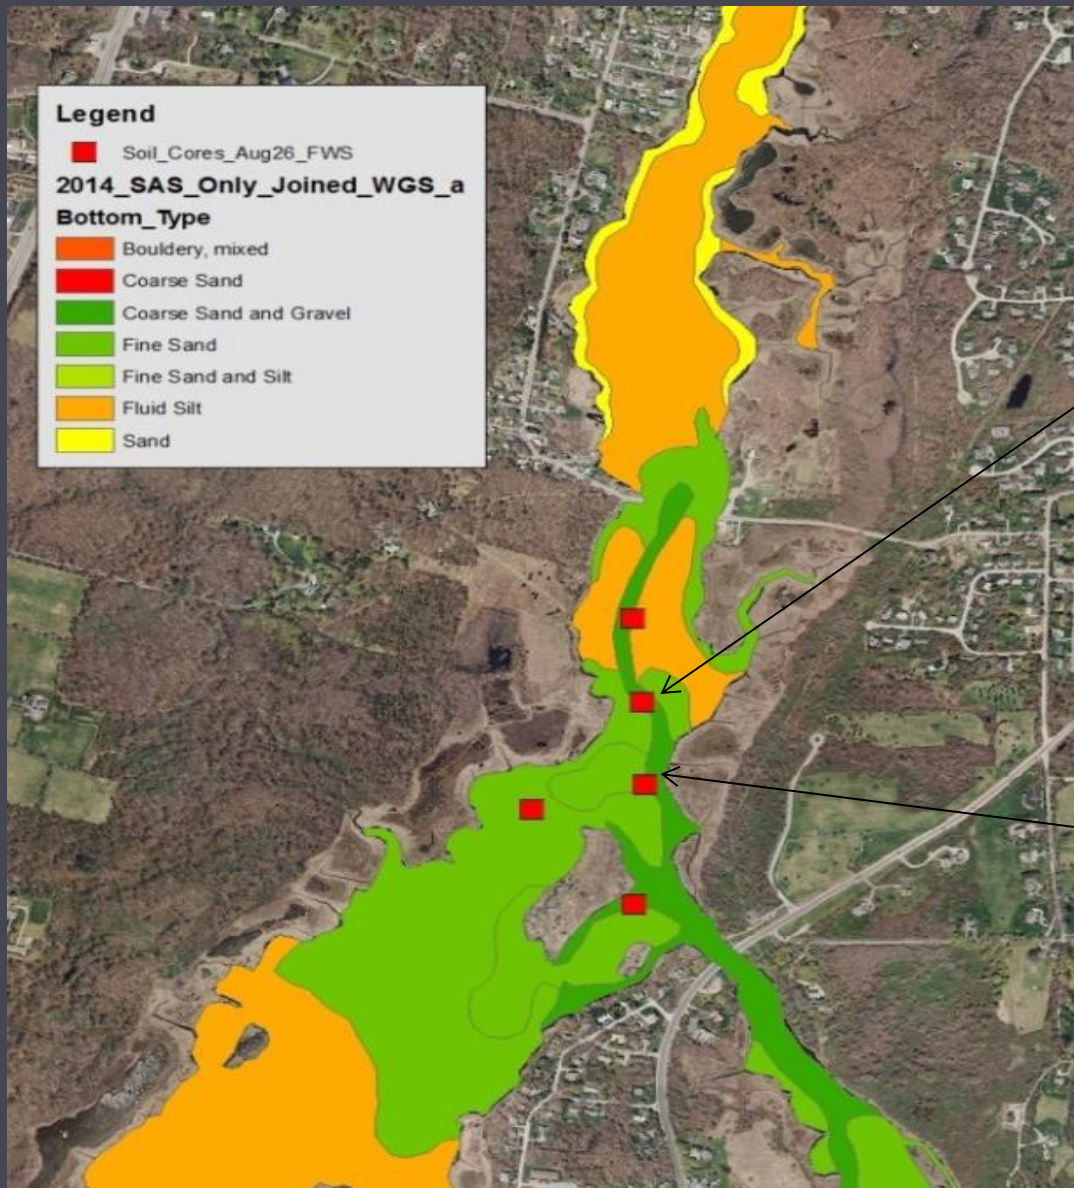 Legend
Soil_Cores_Aug26_FWS
2014_SAS_Only_Joined_WGS_a
Bottom_Type
Bouldery, mixed
Coarse Sand
Coarse Sand and Gravel
Fine Sand
Fine Sand and Silt
Fluid Silt
Sand